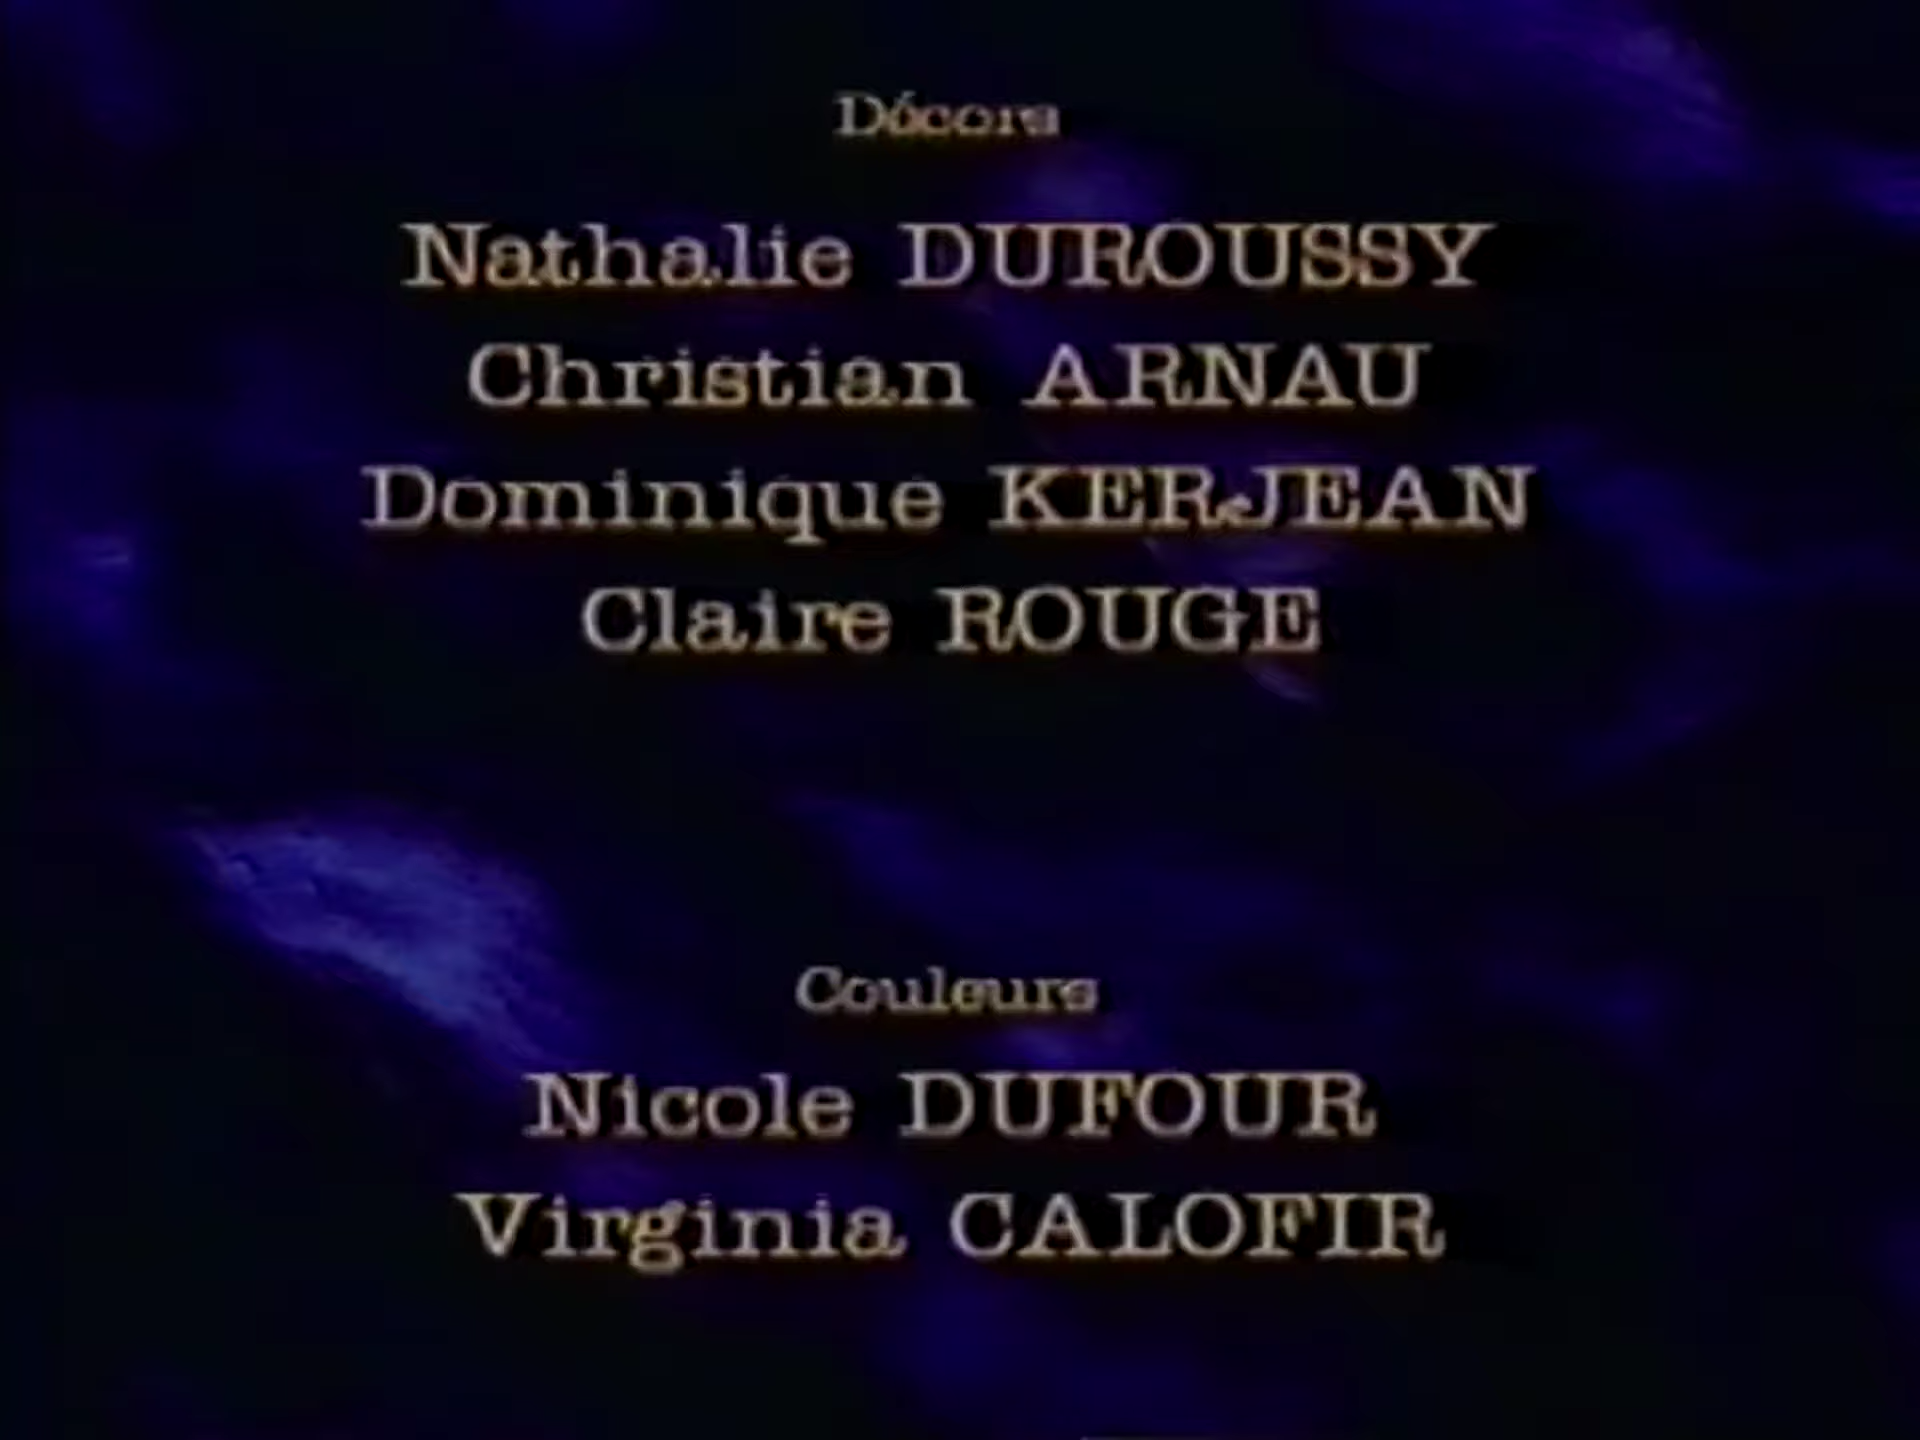 Décors
Nathalie DUROUSSY
Christian ARNAU
Dominique KERJEAN
Claire ROUGE
Couleurs
Nicole DUFOUR
Virginia CALOFIR